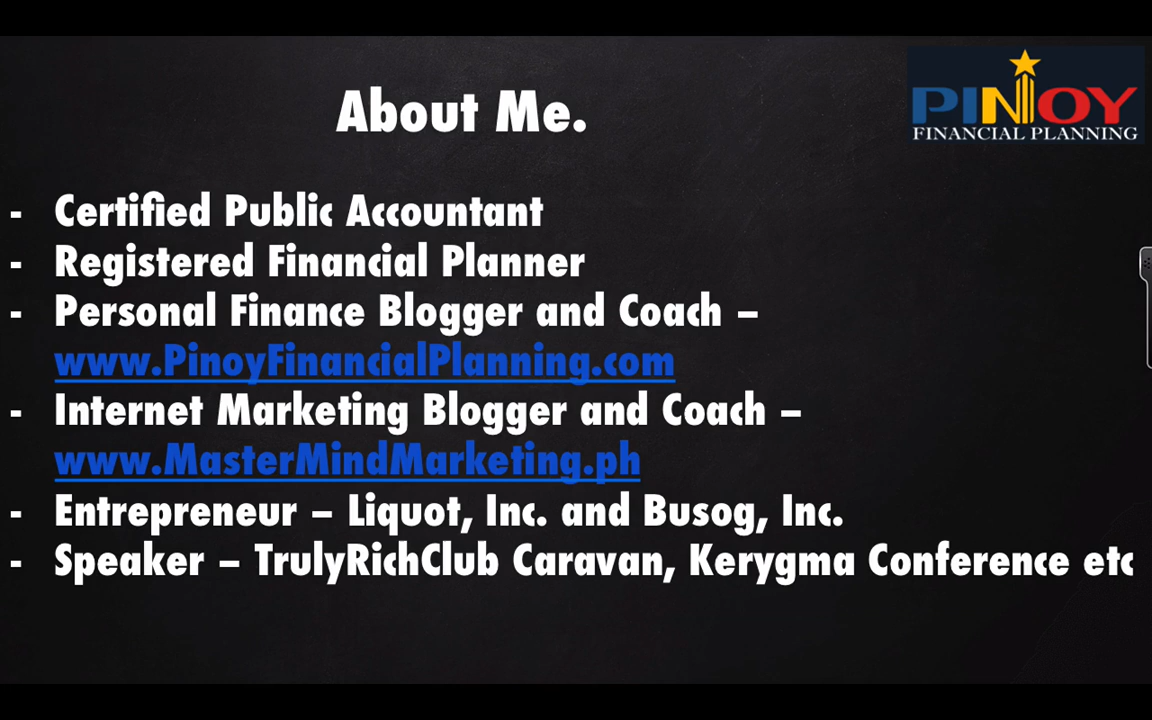 About Me.
PINOY
FINANCIAL PLANNING
- Certified Public Accountant
- Registered Financial Planner
- Personal Finance Blogger and Coach –
www.PinoyFinancialPlanning.com
- Internet Marketing Blogger and Coach –
www.MasterMindMarketing.ph
- Entrepreneur – Liquot, Inc. and Busog, Inc.
- Speaker – TrulyRichClub Caravan, Kerygma Conference etc